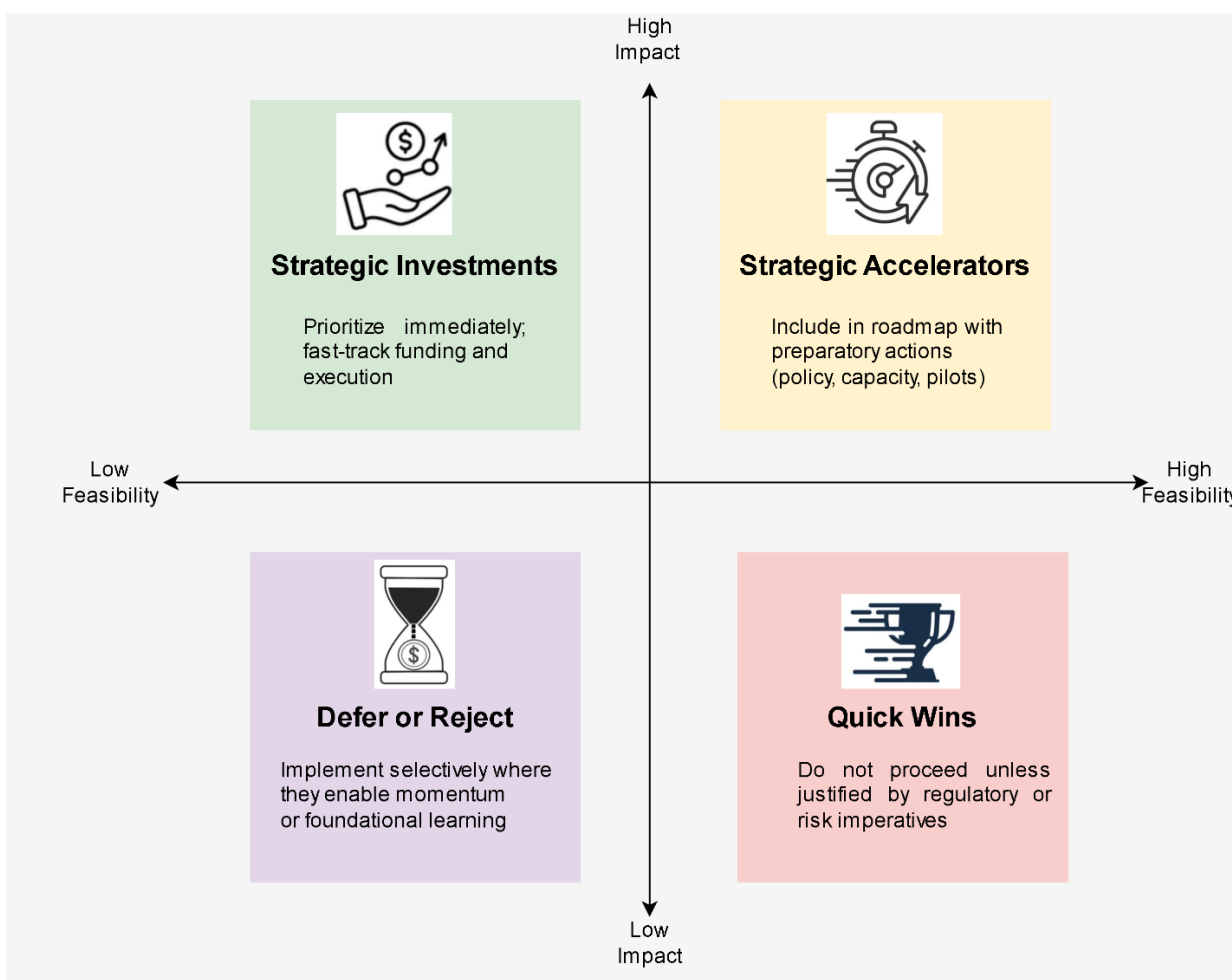 High
Impact
Strategic Investments
Prioritize immediately;
fast-track funding and
execution
Strategic Accelerators
Include in roadmap with
preparatory actions
(policy, capacity, pilots)
Low
Feasibility
High
Feasibility
Defer or Reject
Implement selectively where
they enable momentum
or foundational learning
Quick Wins
Do not proceed unless
justified by regulatory or
risk imperatives
Low
Impact